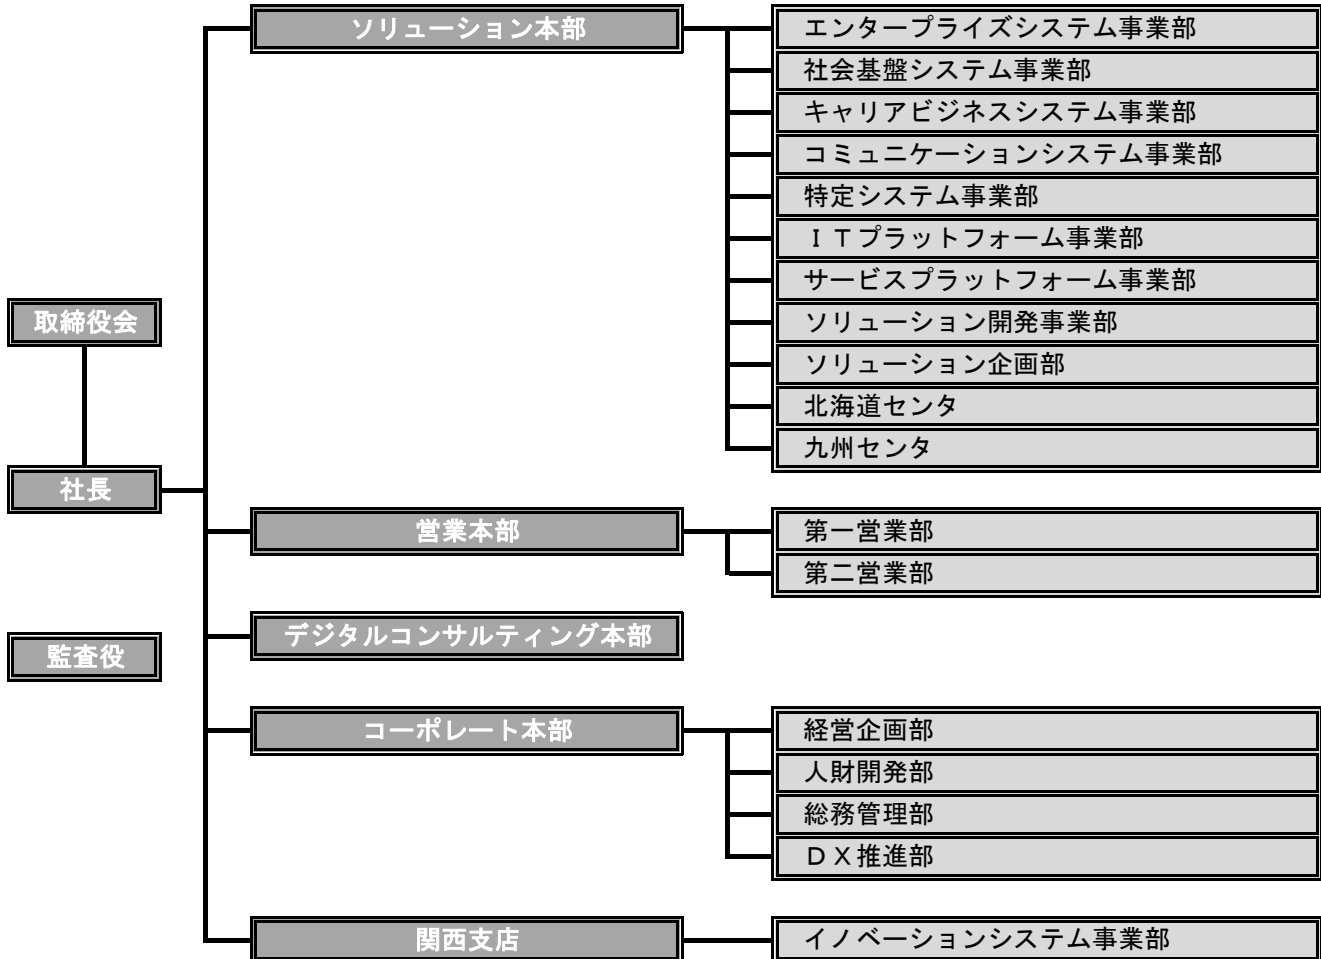 取締役会
社長
監査役
ソリューション本部
エンタープライズシステム事業部
社会基盤システム事業部
キャリアビジネスシステム事業部
コミュニケーションシステム事業部
特定システム事業部
ＩＴプラットフォーム事業部
サービスプラットフォーム事業部
ソリューション開発事業部
ソリューション企画部
北海道センタ
九州センタ
営業本部
第一営業部
第二営業部
デジタルコンサルティング本部
コーポレート本部
経営企画部
人財開発部
総務管理部
ＤＸ推進部
関西支店
イノベーションシステム事業部